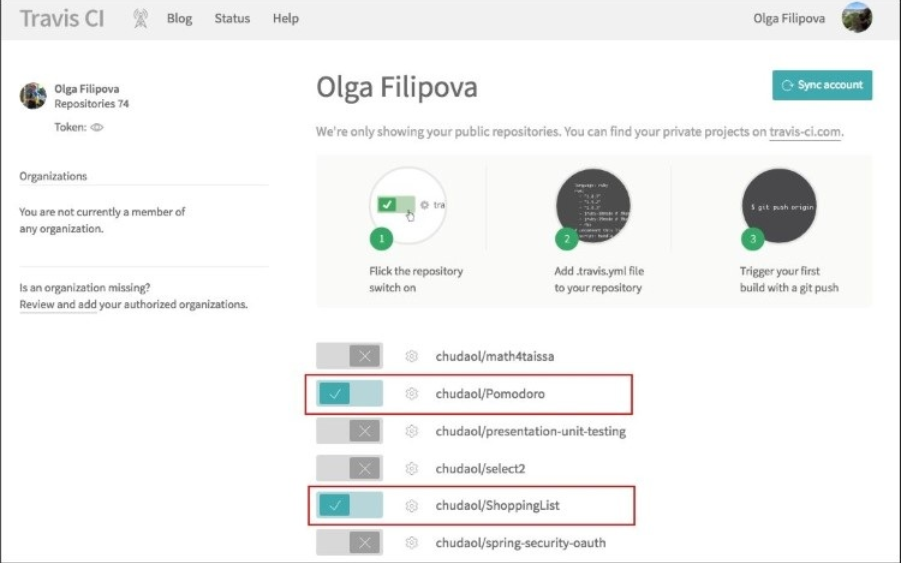 Travis CI Blog Status Help Olga Filipova
Olga Filipova
Repositories 74
Token:
Organizations
You are not currently a member of
any organization.
Is an organization missing?
Review and add your authorized organizations.
Olga Filipova
Sync account
We're only showing your public repositories. You can find your private projects on travis-ci.com.
tra
1
Flick the repository
switch on
2
Add .travis.yml file
to your repository
$ git push origin
3
Trigger your first
build with a git push
chudaol/math4taissa
chudaol/Pomodoro
chudaol/presentation-unit-testing
chudaol/select2
chudaol/ShoppingList
chudaol/spring-security-oauth